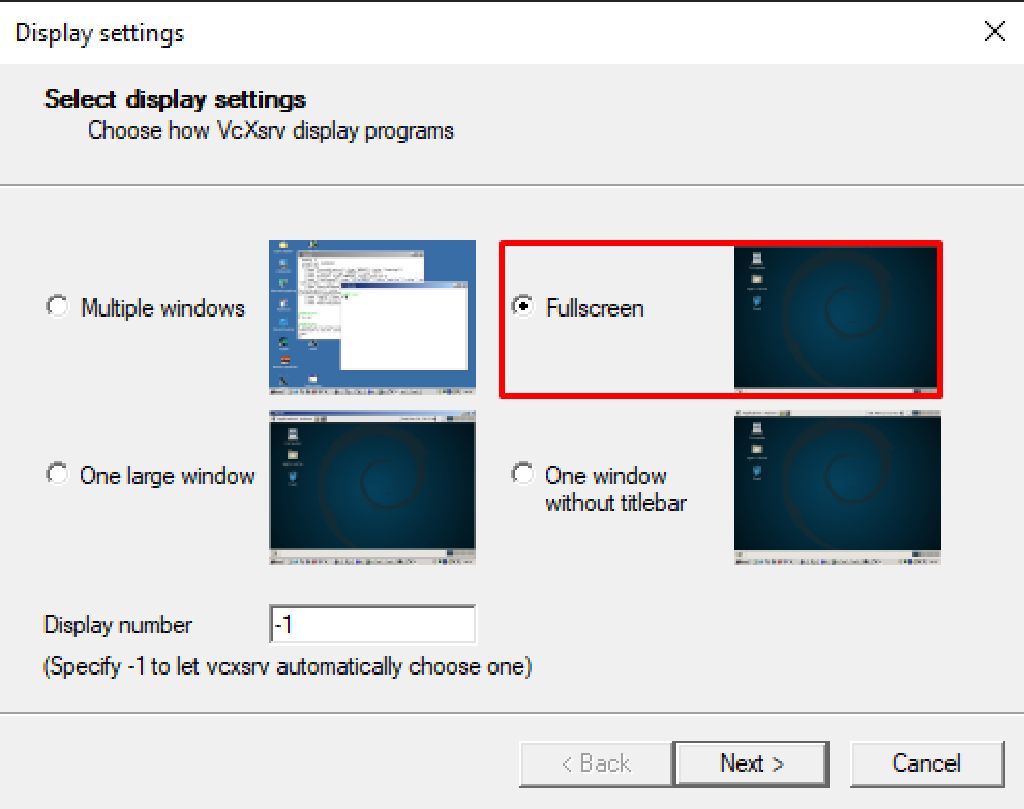 Display settings
Select display settings
Choose how VcXsrv display programs
Multiple windows
Fullscreen
One large window
One window
without titlebar
Display number
-1
(Specify -1 to let vcxsrv automatically choose one)
< Back
Next >
Cancel